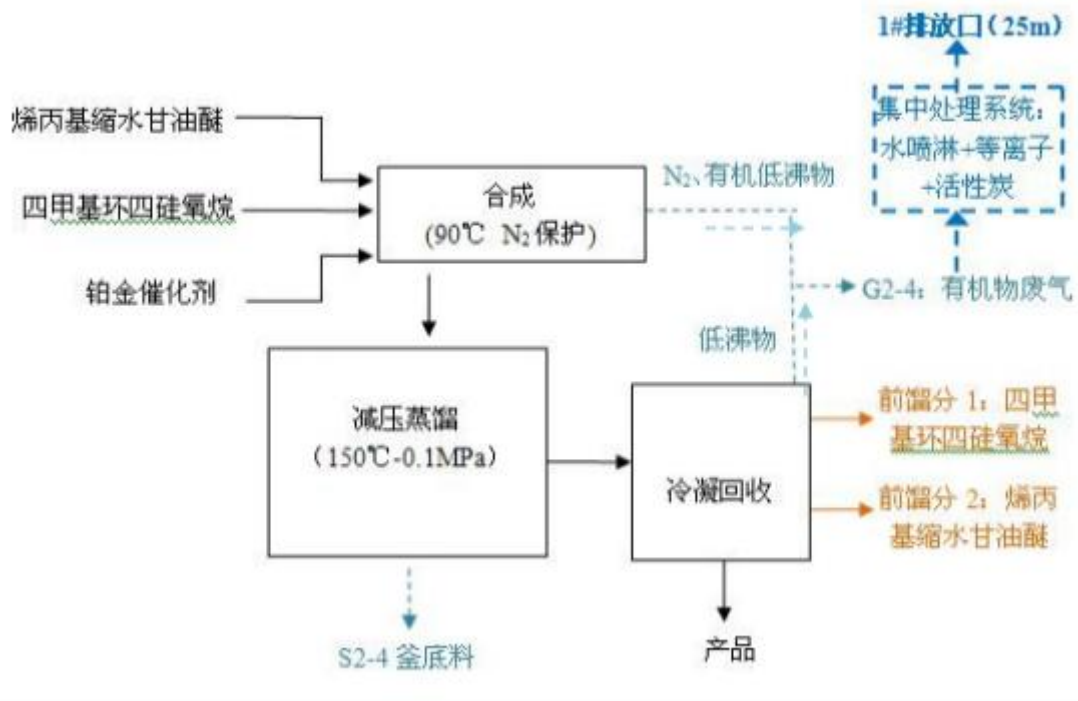 1#排放口（25m）
集中处理系统：
水喷淋+等离子
+活性炭
烯丙基缩水甘油醚
四甲基环四硅氧烷
铂金催化剂
合成
(90℃ N₂保护)
N₂、有机低沸物
G2-4：有机物废气
低沸物
减压蒸馏
（150℃-0.1MPa）
冷凝回收
前馏分 1：四甲
基环四硅氧烷
前馏分 2：烯丙
基缩水甘油醚
S2-4 釜底料
产品